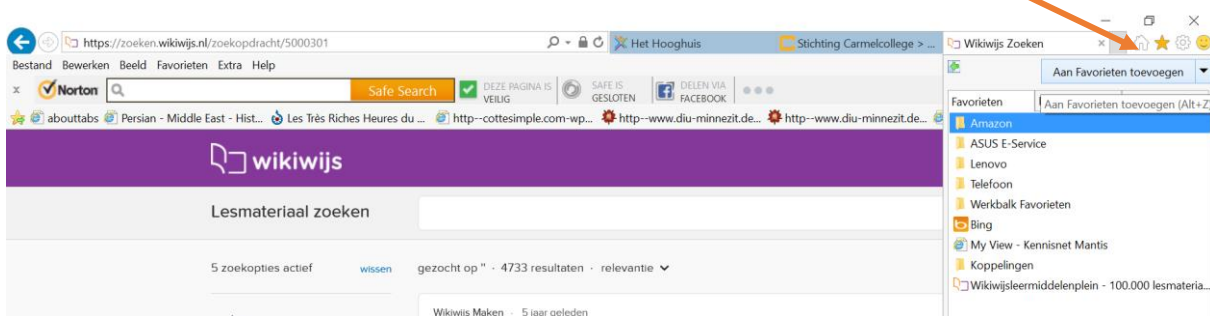 https://zoeken.wikiwijs.nl/zoekopdracht/5000301
Het Hooghuis
Stichting Carmelcollege > ...
Wikiwijs Zoeken
Bestand Bewerken Beeld Favorieten Extra Help
Aan Favorieten toevoegen
x Norton
Safe Search
DEZE PAGINA IS VEILIG
SAFE IS GESLOTEN
DELEN VIA FACEBOOK
Favorieten
Aan Favorieten toevoegen (Alt+Z
abouttabs
Persian - Middle East - Hist...
Les Très Riches Heures du ...
http--cottesimple.com-wp...
http--www.diu-minnezit.de...
http--www.diu-minnezit.de...
Amazon
ASUS E-Service
Lenovo
Telefoon
Werkbalk Favorieten
Bing
My View - Kennisnet Mantis
Koppelingen
Wikiwijsleermiddelenplein - 100.000 lesmateria...
wikiwijs
Lesmateriaal zoeken
5 zoekopties actief
wissen
gezocht op '' · 4733 resultaten · relevantie
Wikiwijs Maken · 5 jaar geleden